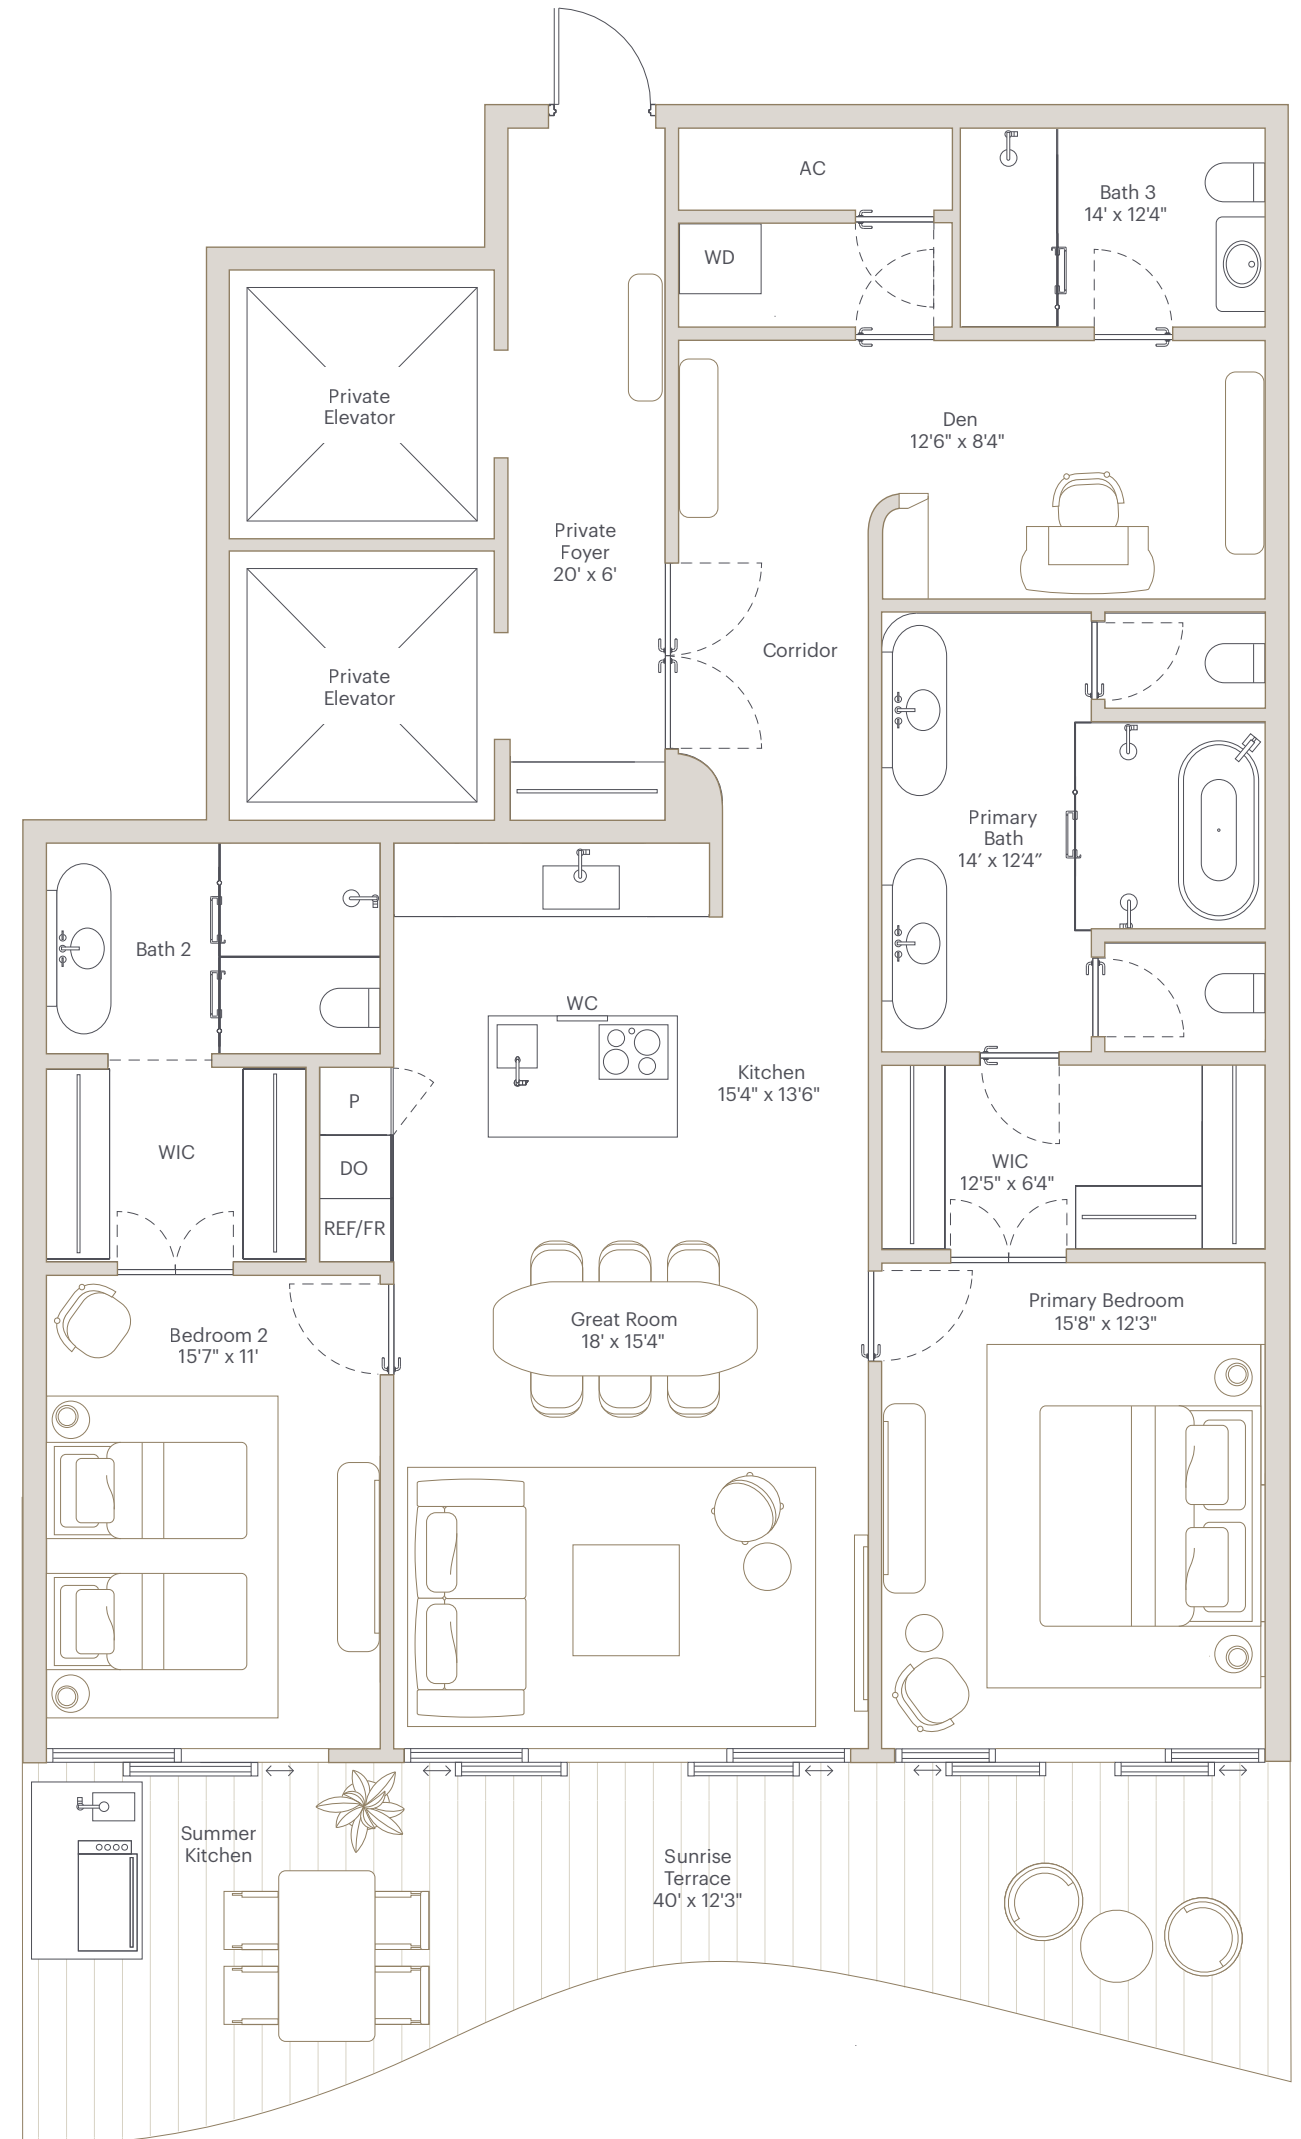 AC
Bath 3
14' x 12'4"
WD
Private
Elevator
Den
12'6" x 8'4"
Private
Foyer
20' x 6'
Corridor
Private
Elevator
Primary
Bath
14’ x 12’4”
Bath 2
WC
Kitchen
15'4" x 13'6"
P
WIC
DO
WIC
12'5" x 6'4"
REF/FR
Primary Bedroom
15'8" x 12'3"
Great Room
18' x 15'4"
Bedroom 2
15'7" x 11'
Summer
Kitchen
Sunrise
Terrace
40' x 12'3"